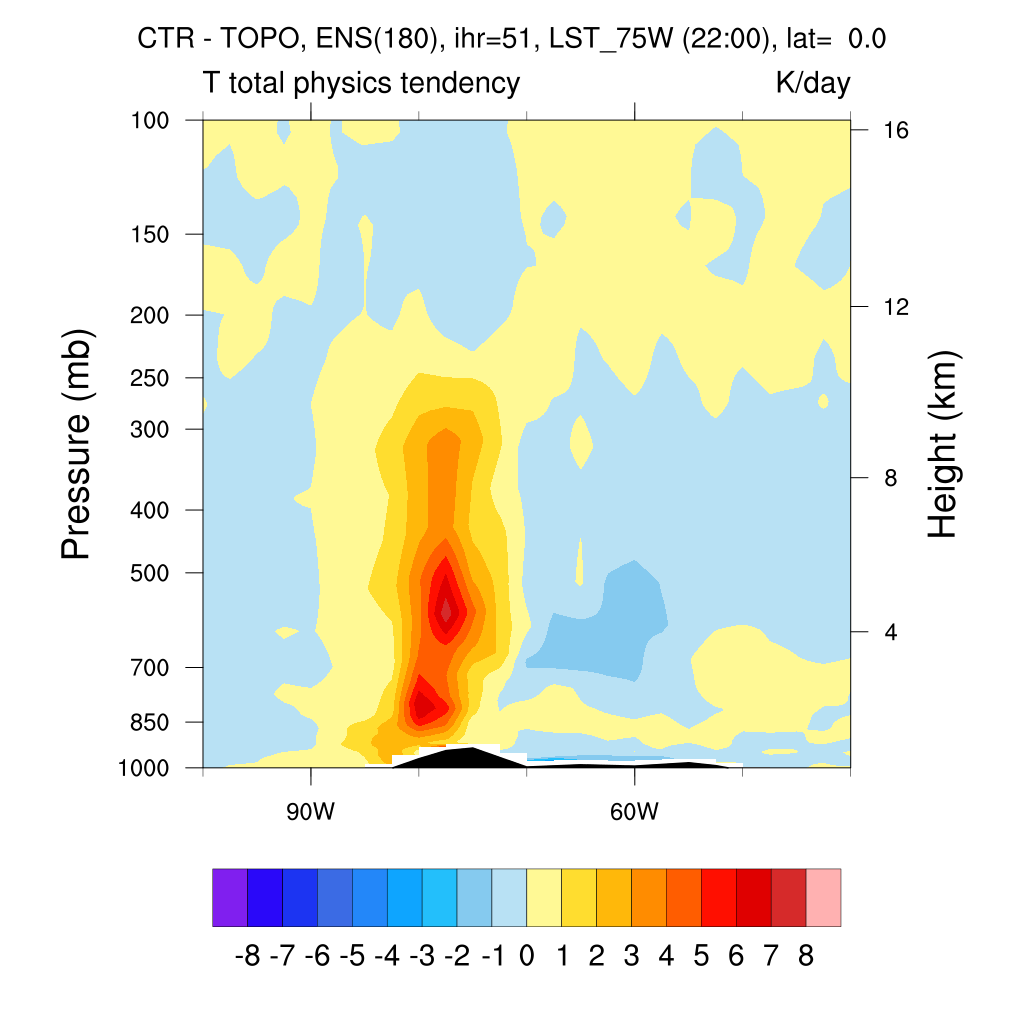 CTR - TOPO, ENS(180), ihr=51, LST_75W (22:00), lat=  0.0
T total physics tendency K/day
100
150
200
250
300
400
500
700
850
1000
Pressure (mb)
16
12
8
4
Height (km)
90W 60W
-8 -7 -6 -5 -4 -3 -2 -1 0 1 2 3 4 5 6 7 8